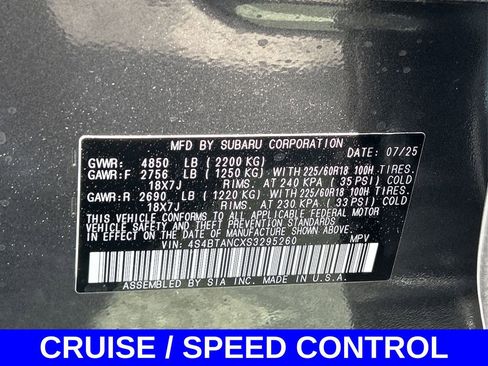 MFD BY SUBARU CORPORATION
DATE: 07/25
GVWR: 4850 LB (2200 KG)
GAWR:F 2756 LB (1250 KG) WITH 225/60R18 100H TIRES.
18X7J RIMS. AT 240 KPA (35 PSI) COLD
GAWR:R 2690 LB (1220 KG) WITH 225/60R18 100H TIRES.
18X7J RIMS. AT 230 KPA (33 PSI) COLD
THIS VEHICLE CONFORMS TO ALL APPLICABLE FEDERAL MOTOR
VEHICLE SAFETY, BUMPER, AND THEFT PREVENTION STANDARDS
IN EFFECT ON THE DATE OF MANUFACTURE SHOWN ABOVE.
VIN: 4S4BTANCXS3295260 MPV
ASSEMBLED BY SIA INC. MADE IN U.S.A.
CRUISE / SPEED CONTROL